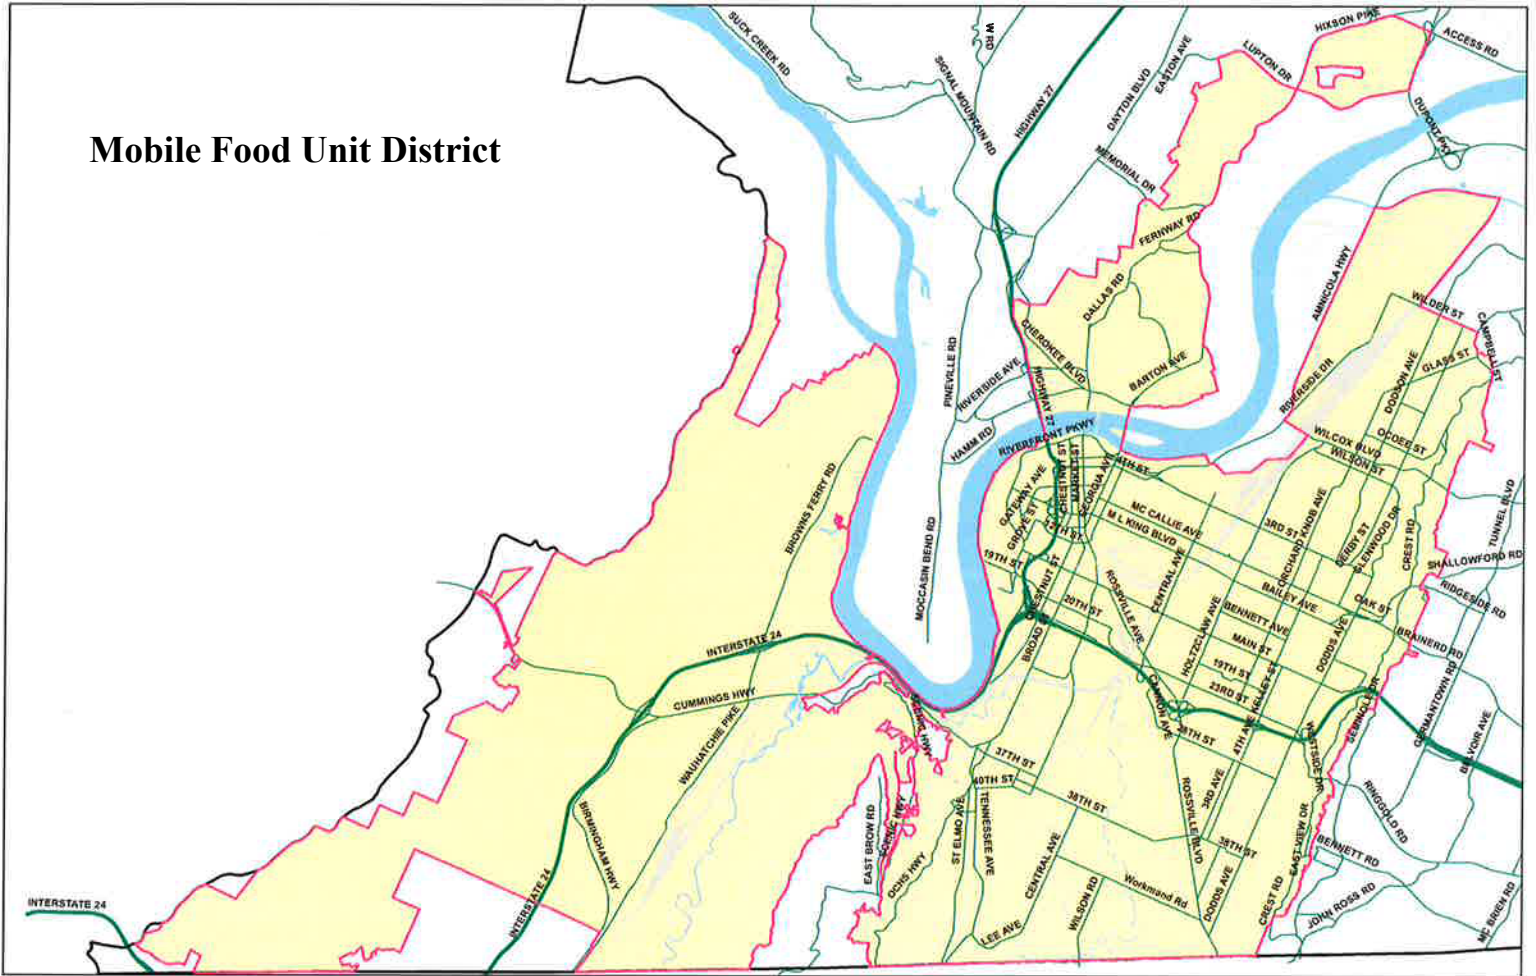 Mobile Food Unit District
SUCK CREEK RD
W RD
SIGNAL MOUNTAIN RD
HIGHWAY 27
DAYTON BLVD
EASTON AVE
LUPTON DR
HIXSON PIKE
ACCESS RD
DUPONT PKY
MEMORIAL DR
FERNWAY RD
DALLAS RD
AMNICOLA HWY
WILDER ST
CAMPBELL ST
CHEROKEE BLVD
BARTON AVE
RIVERSIDE DR
DODSON AVE
GLASS ST
PINEVILLE RD
RIVERSIDE AVE
HIGHWAY 27
HAMM RD
RIVERFRONT PKWY
WILCOX BLVD
OCOEE ST
WILSON ST
4TH ST
CHESTNUT ST
MARKET ST
GEORGIA AVE
GATEWAY AVE
GROVE ST
12TH ST
MC CALLIE AVE
M L KING BLVD
3RD ST
ORCHARD KNOB AVE
DERBY ST
GLENWOOD DR
CREST RD
TUNNEL BLVD
SHALLOWFORD RD
RIDGESIDE RD
BROWNS FERRY RD
MOCCASIN BEND RD
19TH ST
CHESTNUT ST
20TH ST
BROAD ST
ROSSVILLE AVE
CENTRAL AVE
HOLTZCLAW AVE
BAILEY AVE
BENNETT AVE
OAK ST
MAIN ST
DODDS AVE
BRAINERD RD
19TH ST
23RD ST
KELLEY ST
4TH AVE
28TH ST
CANNON AVE
WESTSIDE DR
SEMINOLE DR
GERMANTOWN RD
BELVOIR AVE
INTERSTATE 24
CUMMINGS HWY
WAUHATCHIE PIKE
SCENIC HWY
37TH ST
40TH ST
38TH ST
3RD AVE
ROSSVILLE BLVD
38TH ST
RINGGOLD RD
BENNETT RD
EAST VIEW DR
BIRMINGHAM HWY
EAST BROW RD
SCENIC HWY
ST ELMO AVE
TENNESSEE AVE
OCHS HWY
CENTRAL AVE
Workmand Rd
WILSON RD
LEE AVE
DODDS AVE
CREST RD
JOHN ROSS RD
MC BRIEN RD
INTERSTATE 24
INTERSTATE 24